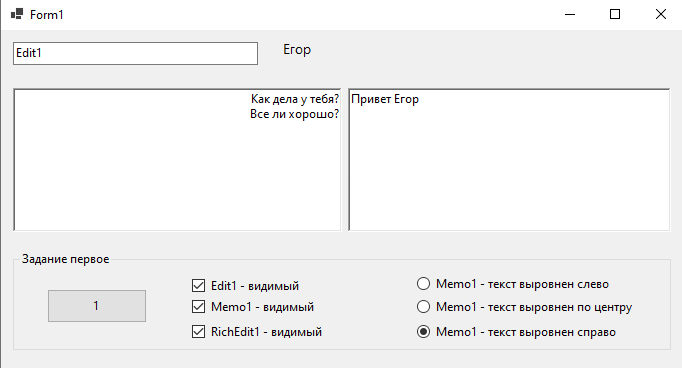 Form1
Edit1
Егор
Как дела у тебя?
Все ли хорошо?
Привет Егор
Задание первое
1
Edit1 - видимый
Memo1 - видимый
RichEdit1 - видимый
Memo1 - текст выровнен слево
Memo1 - текст выровнен по центру
Memo1 - текст выровнен справо